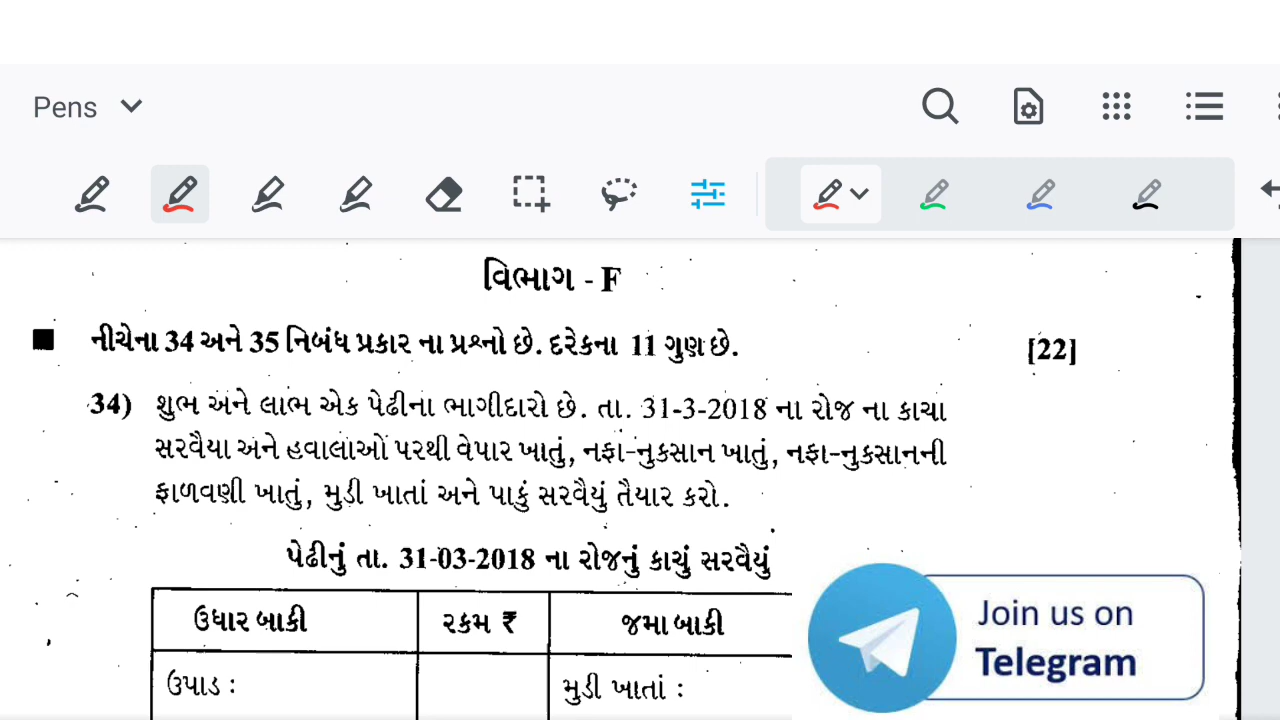 Pens
વિભાગ - F
■ નીચેના 34 અને 35 નિબંધ પ્રકાર ના પ્રશ્નો છે. દરેકના 11 ગુણ છે. [22]
34) શુભ અને લાભ એક પેઢીના ભાગીદારો છે. તા. 31-3-2018 ના રોજ ના કાચા
સરવૈયા અને હવાલાઓ પરથી વેપાર ખાતું, નફા-નુકસાન ખાતું, નફા-નુકસાનની
ફાળવણી ખાતું, મુડી ખાતાં અને પાકું સરવૈયું તૈયાર કરો.
પેઢીનું તા. 31-03-2018 ના રોજનું કાચું સરવૈયું
ઉધાર બાકી રકમ ₹ જમા બાકી
ઉપાડ : મુડી ખાતાં :
Join us on
Telegram